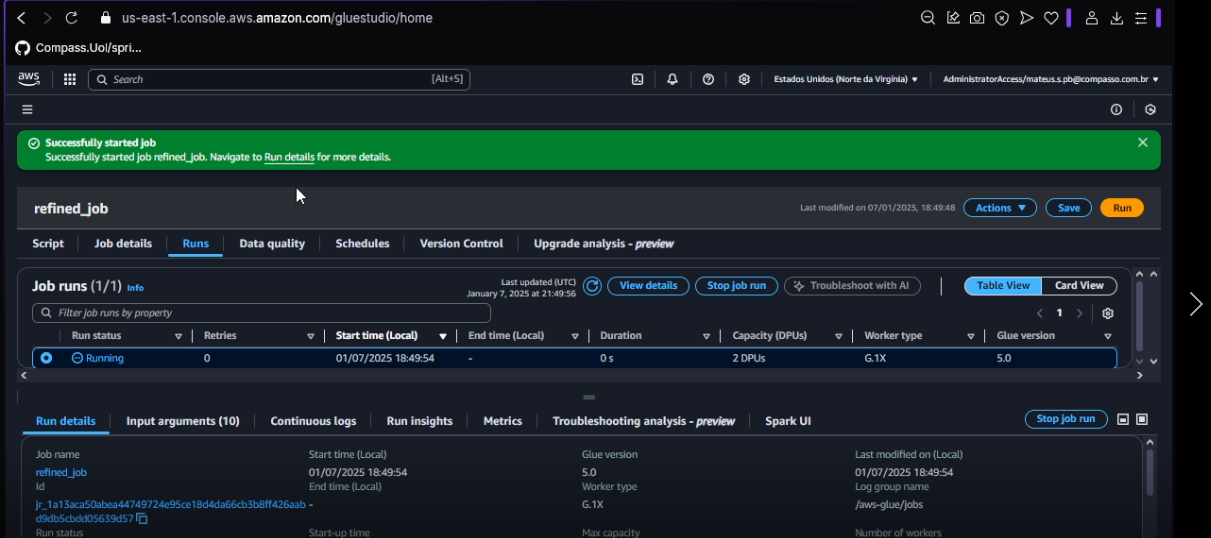 us-east-1.console.aws.amazon.com/gluestudio/home
Compass.Uol/spri...
aws Search [Alt+S] Estados Unidos (Norte da Virgínia) AdministratorAccess/mateus.s.pb@compasso.com.br
Successfully started job
Successfully started job refined_job. Navigate to Run details for more details.
refined_job Last modified on 07/01/2025, 18:49:48 Actions Save Run
Script Job details Runs Data quality Schedules Version Control Upgrade analysis - preview
Job runs (1/1) Info Last updated (UTC) January 7, 2025 at 21:49:56 View details Stop job run Troubleshoot with AI Table View Card View
Filter job runs by property 1
Run status Retries Start time (Local) End time (Local) Duration Capacity (DPUs) Worker type Glue version
Running 0 01/07/2025 18:49:54 - 0 s 2 DPUs G.1X 5.0
Run details Input arguments (10) Continuous logs Run insights Metrics Troubleshooting analysis - preview Spark UI Stop job run
Job name Start time (Local) Glue version Last modified on (Local)
refined_job 01/07/2025 18:49:54 5.0 01/07/2025 18:49:54
Id End time (Local) Worker type Log group name
jr_1a13aca50abea44749724e95ce18d4da66cb3b8ff426aab - G.1X /aws-glue/jobs
d9db5cbdd05639d57
Run status Start-up time Max capacity Number of workers